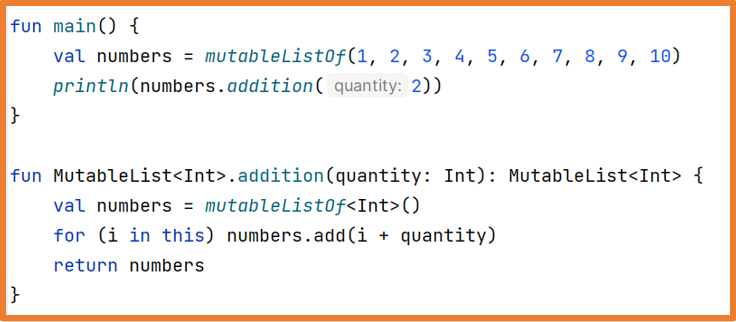 fun main() {
    val numbers = mutableListOf(1, 2, 3, 4, 5, 6, 7, 8, 9, 10)
    println(numbers.addition( quantity: 2))
}

fun MutableList<Int>.addition(quantity: Int): MutableList<Int> {
    val numbers = mutableListOf<Int>()
    for (i in this) numbers.add(i + quantity)
    return numbers
}